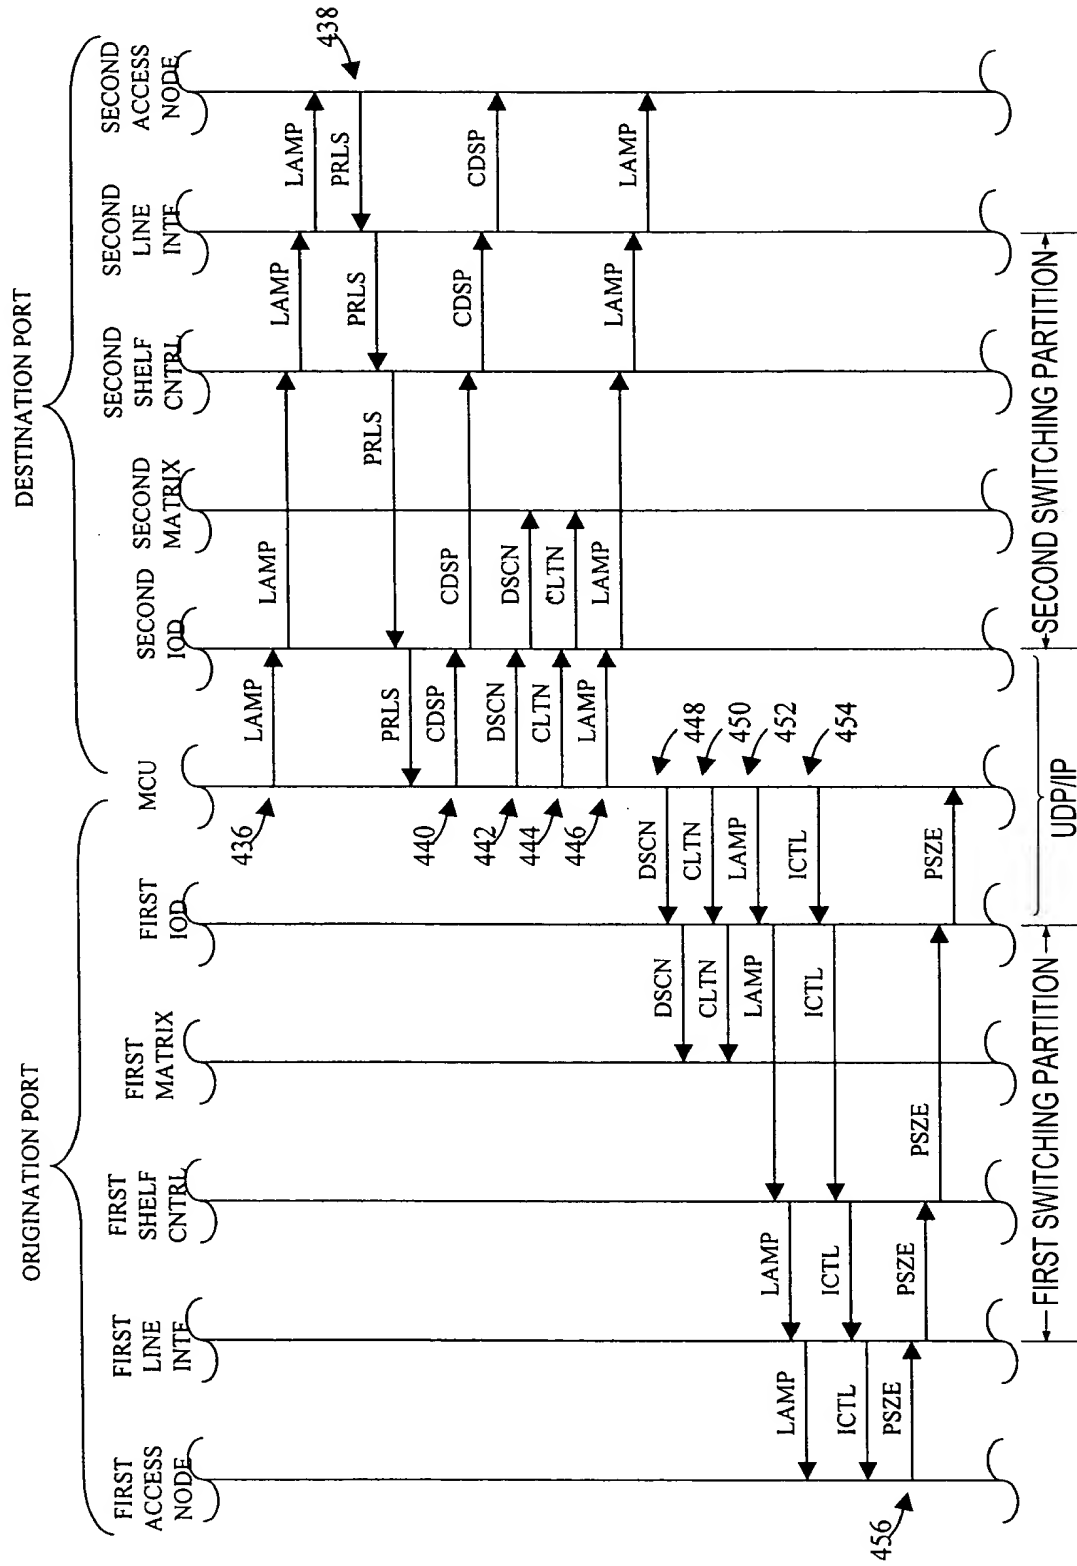 ORIGINATION PORT
DESTINATION PORT
FIRST
ACCESS
NODE
FIRST
LINE
INTF
FIRST
SHELF
CNTRL
FIRST
MATRIX
FIRST
IOD
MCU
SECOND
IOD
SECOND
MATRIX
SECOND
SHELF
CNTRL
SECOND
LINE
INTF
SECOND
ACCESS
NODE
436
LAMP
LAMP
LAMP
LAMP
438
PRLS
PRLS
PRLS
PRLS
440
CDSP
CDSP
CDSP
CDSP
442
DSCN
DSCN
444
CLTN
CLTN
446
LAMP
LAMP
LAMP
LAMP
448
DSCN
DSCN
450
CLTN
CLTN
452
LAMP
LAMP
LAMP
LAMP
454
ICTL
ICTL
ICTL
ICTL
456
PSZE
PSZE
PSZE
PSZE
FIRST SWITCHING PARTITION
UDP/IP
SECOND SWITCHING PARTITION